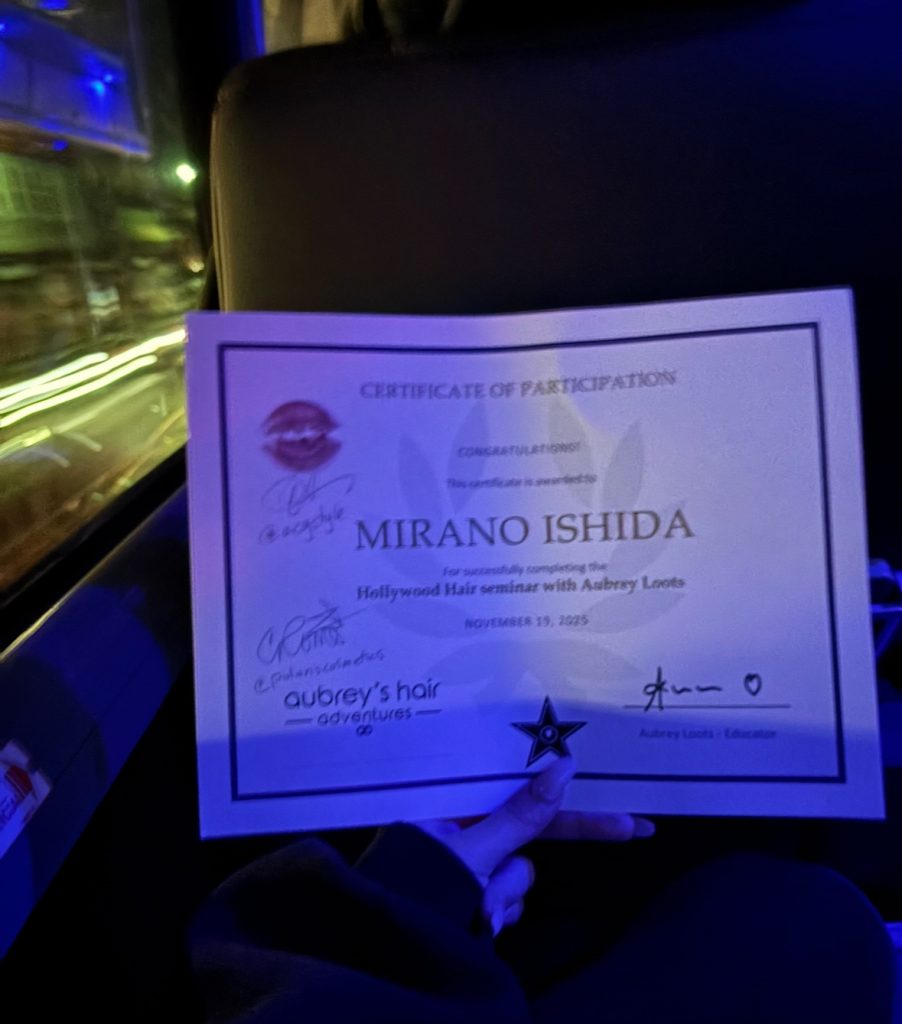 CERTIFICATE OF PARTICIPATION
CONGRATULATIONS!
This certificate is awarded to
@acgstyle
MIRANO ISHIDA
For successfully completing the
Hollywood Hair seminar with Aubrey Loots
NOVEMBER 19, 2025
aubrey's hair
adventures
Aubrey Loots - Educator